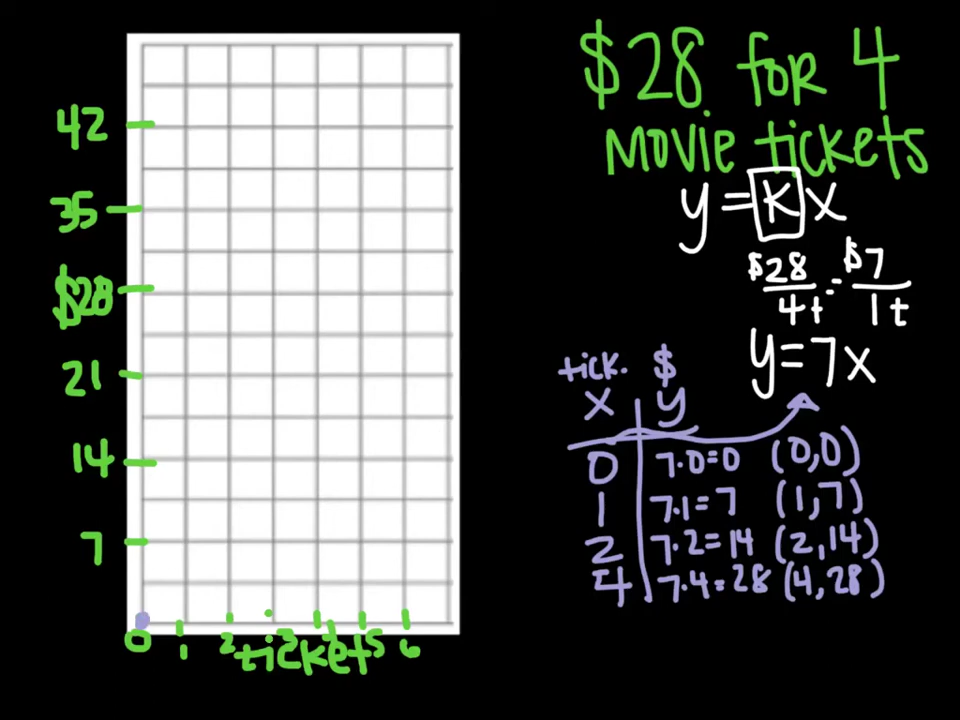 $28 for 4
movie tickets
y = k x
$28/4t = $7/1t
y = 7x
tick. $
x y
0 7·0=0 (0,0)
1 7·1=7 (1,7)
2 7·2=14 (2,14)
4 7·4=28 (4,28)
42
35
$28
21
14
7
0 1 2 5 6
tickets